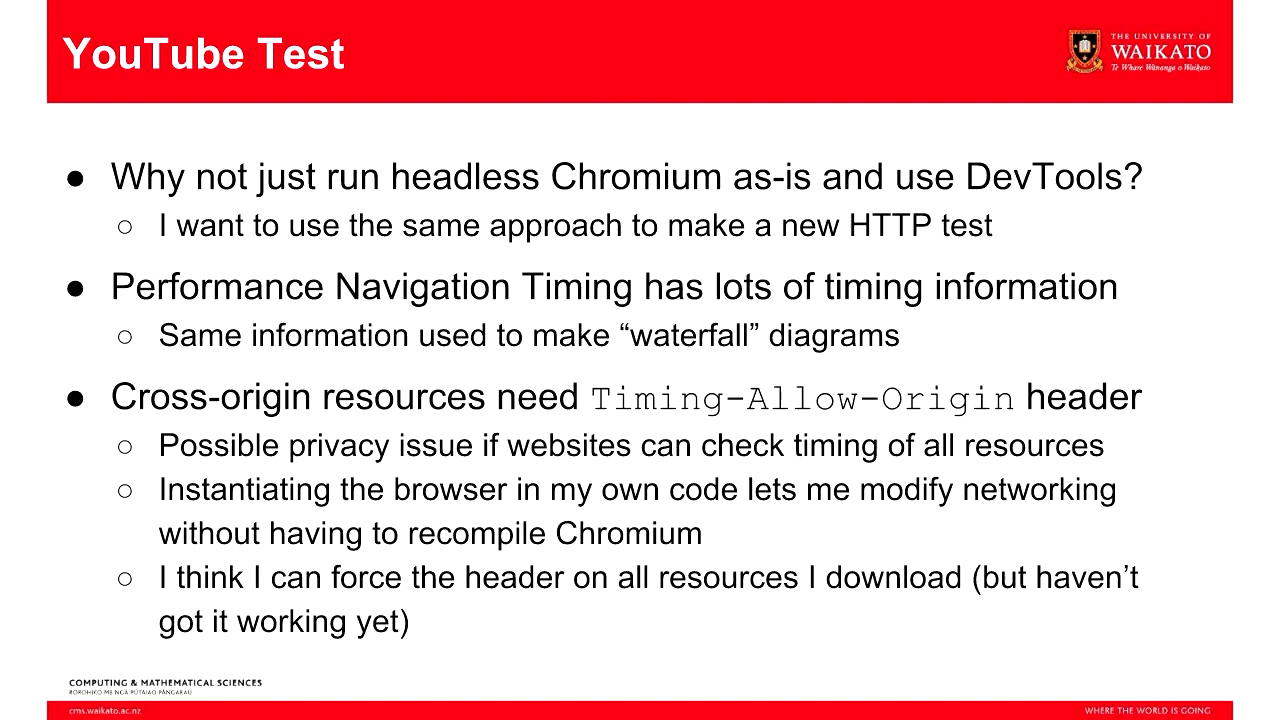 YouTube Test
THE UNIVERSITY OF
WAIKATO
Te Whare Wānanga o Waikato
● Why not just run headless Chromium as-is and use DevTools?
○ I want to use the same approach to make a new HTTP test
● Performance Navigation Timing has lots of timing information
○ Same information used to make “waterfall” diagrams
● Cross-origin resources need Timing-Allow-Origin header
○ Possible privacy issue if websites can check timing of all resources
○ Instantiating the browser in my own code lets me modify networking
without having to recompile Chromium
○ I think I can force the header on all resources I download (but haven’t
got it working yet)
COMPUTING & MATHEMATICAL SCIENCES
ROROHIKO ME NGĀ PŪTAIAO PĀNGARAU
cms.waikato.ac.nz
WHERE THE WORLD IS GOING